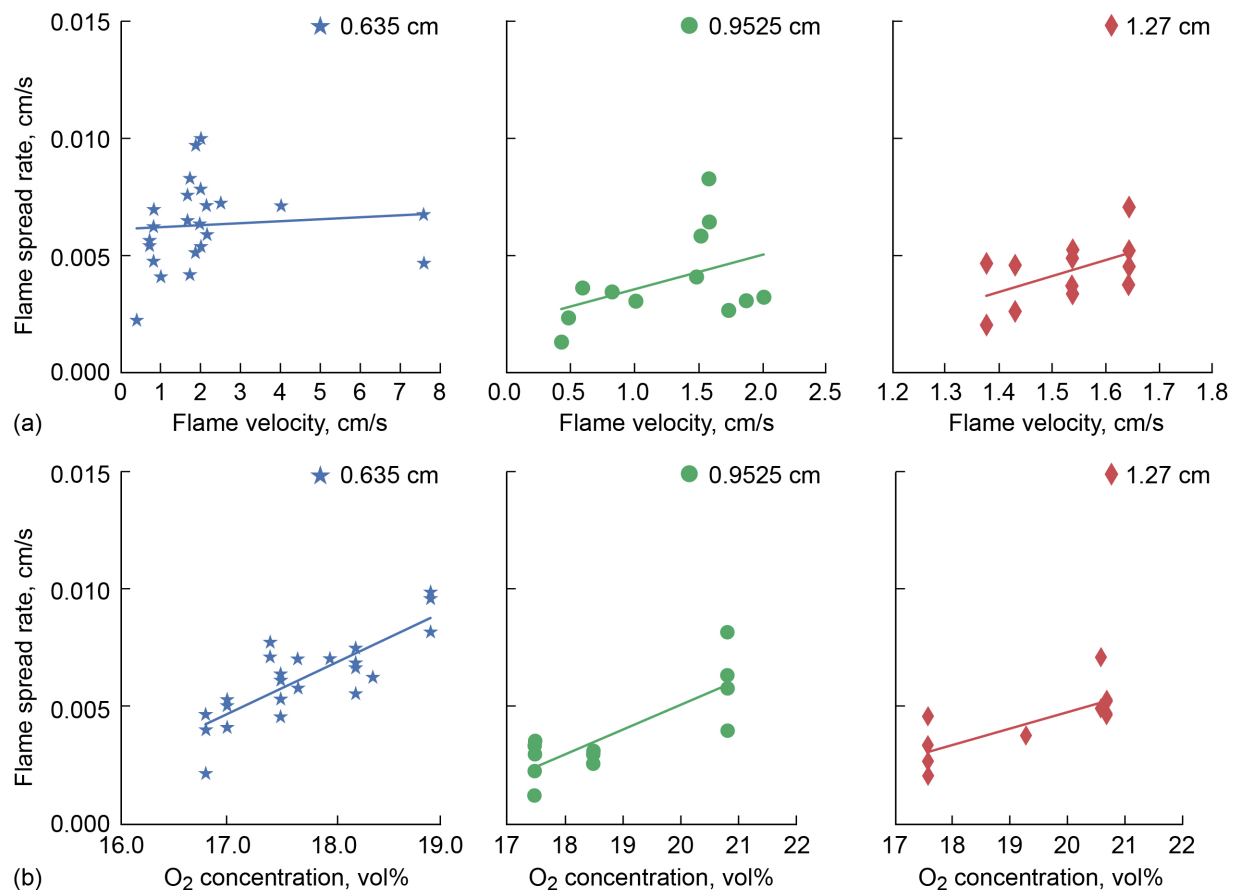 (a)
Flame spread rate, cm/s
0.015
0.010
0.005
0.000
0.635 cm
0 1 2 3 4 5 6 7 8
Flame velocity, cm/s
0.9525 cm
0.0 0.5 1.0 1.5 2.0 2.5
Flame velocity, cm/s
1.27 cm
1.2 1.3 1.4 1.5 1.6 1.7 1.8
Flame velocity, cm/s
(b)
Flame spread rate, cm/s
0.015
0.010
0.005
0.000
0.635 cm
16.0 17.0 18.0 19.0
O₂ concentration, vol%
0.9525 cm
17 18 19 20 21 22
O₂ concentration, vol%
1.27 cm
17 18 19 20 21 22
O₂ concentration, vol%